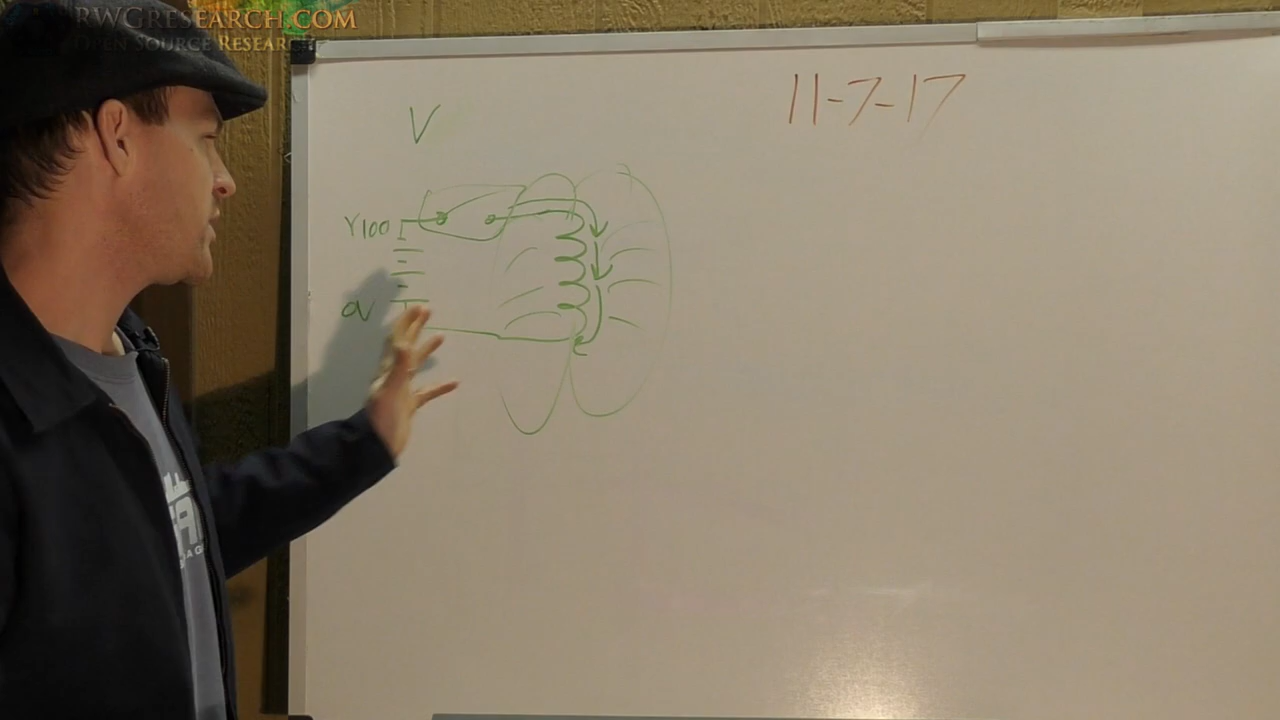 RWGRESEARCH.COM
OPEN SOURCE RESEARCH
11-7-17
V
Y100
0V